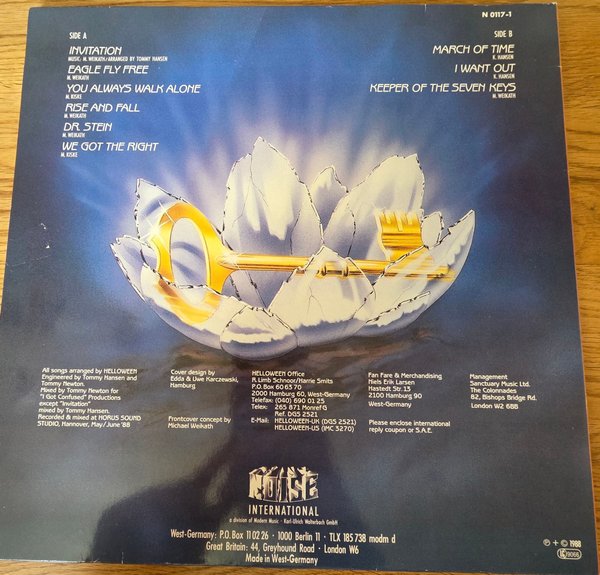 N 0117-1
SIDE A
INVITATION
MUSIC: M. WEIKATH/ARRANGED BY TOMMY HANSEN
EAGLE FLY FREE
M. WEIKATH
YOU ALWAYS WALK ALONE
M. KISKE
RISE AND FALL
M. WEIKATH
DR. STEIN
M. WEIKATH
WE GOT THE RIGHT
M. KISKE
SIDE B
MARCH OF TIME
K. HANSEN
I WANT OUT
K. HANSEN
KEEPER OF THE SEVEN KEYS
M. WEIKATH
All songs arranged by HELLOWEEN
Engineered by Tommy Hansen and
Tommy Newton.
Mixed by Tommy Newton for
"I Got Confused" Productions
except "Invitation"
mixed by Tommy Hansen.
Recorded & mixed at HORUS SOUND
STUDIO, Hannover, May/June '88
Cover design by
Edda & Uwe Karczewski,
Hamburg
Frontcover concept by
Michael Weikath
HELLOWEEN Office
R. Limb Schnoor/Harrie Smits
P.O. Box 60 63 70
2000 Hamburg 60, West-Germany
Telefax: (040) 690 01 25
Telex: 265 871 Monref G
Ref. DGS 2521
E-Mail: HELLOWEEN-UK (DGS 2521)
HELLOWEEN-US (IMC 3270)
Fan Fare & Merchandising
Niels Erik Larsen
Hastedt Str. 13
2100 Hamburg 90
West-Germany
Please enclose international
reply coupon or S.A.E.
Management
Sanctuary Music Ltd.
The Colonnades
82, Bishops Bridge Rd.
London W2 6BB
NOISE
INTERNATIONAL
a division of Modern Music · Karl-Ulrich Walterbach GmbH
West-Germany: P.O. Box 11 02 26 · 1000 Berlin 11 · TLX 185 738 modm d
Great Britain: 44, Greyhound Road · London W6
Made in West-Germany
℗ + © 1988
LC 9066